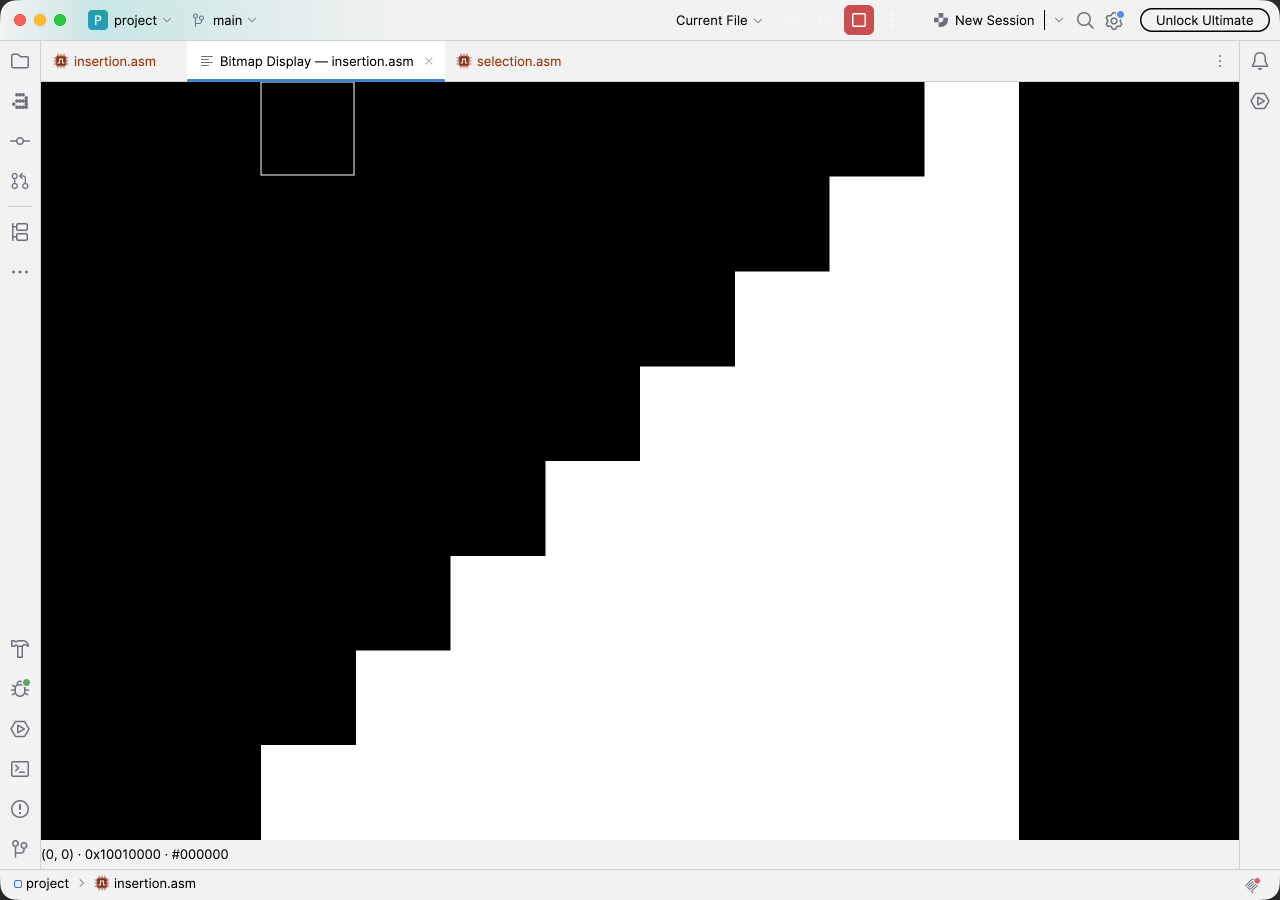 P project main Current File New Session Unlock Ultimate
insertion.asm Bitmap Display — insertion.asm selection.asm
(0, 0) · 0x10010000 · #000000
project insertion.asm